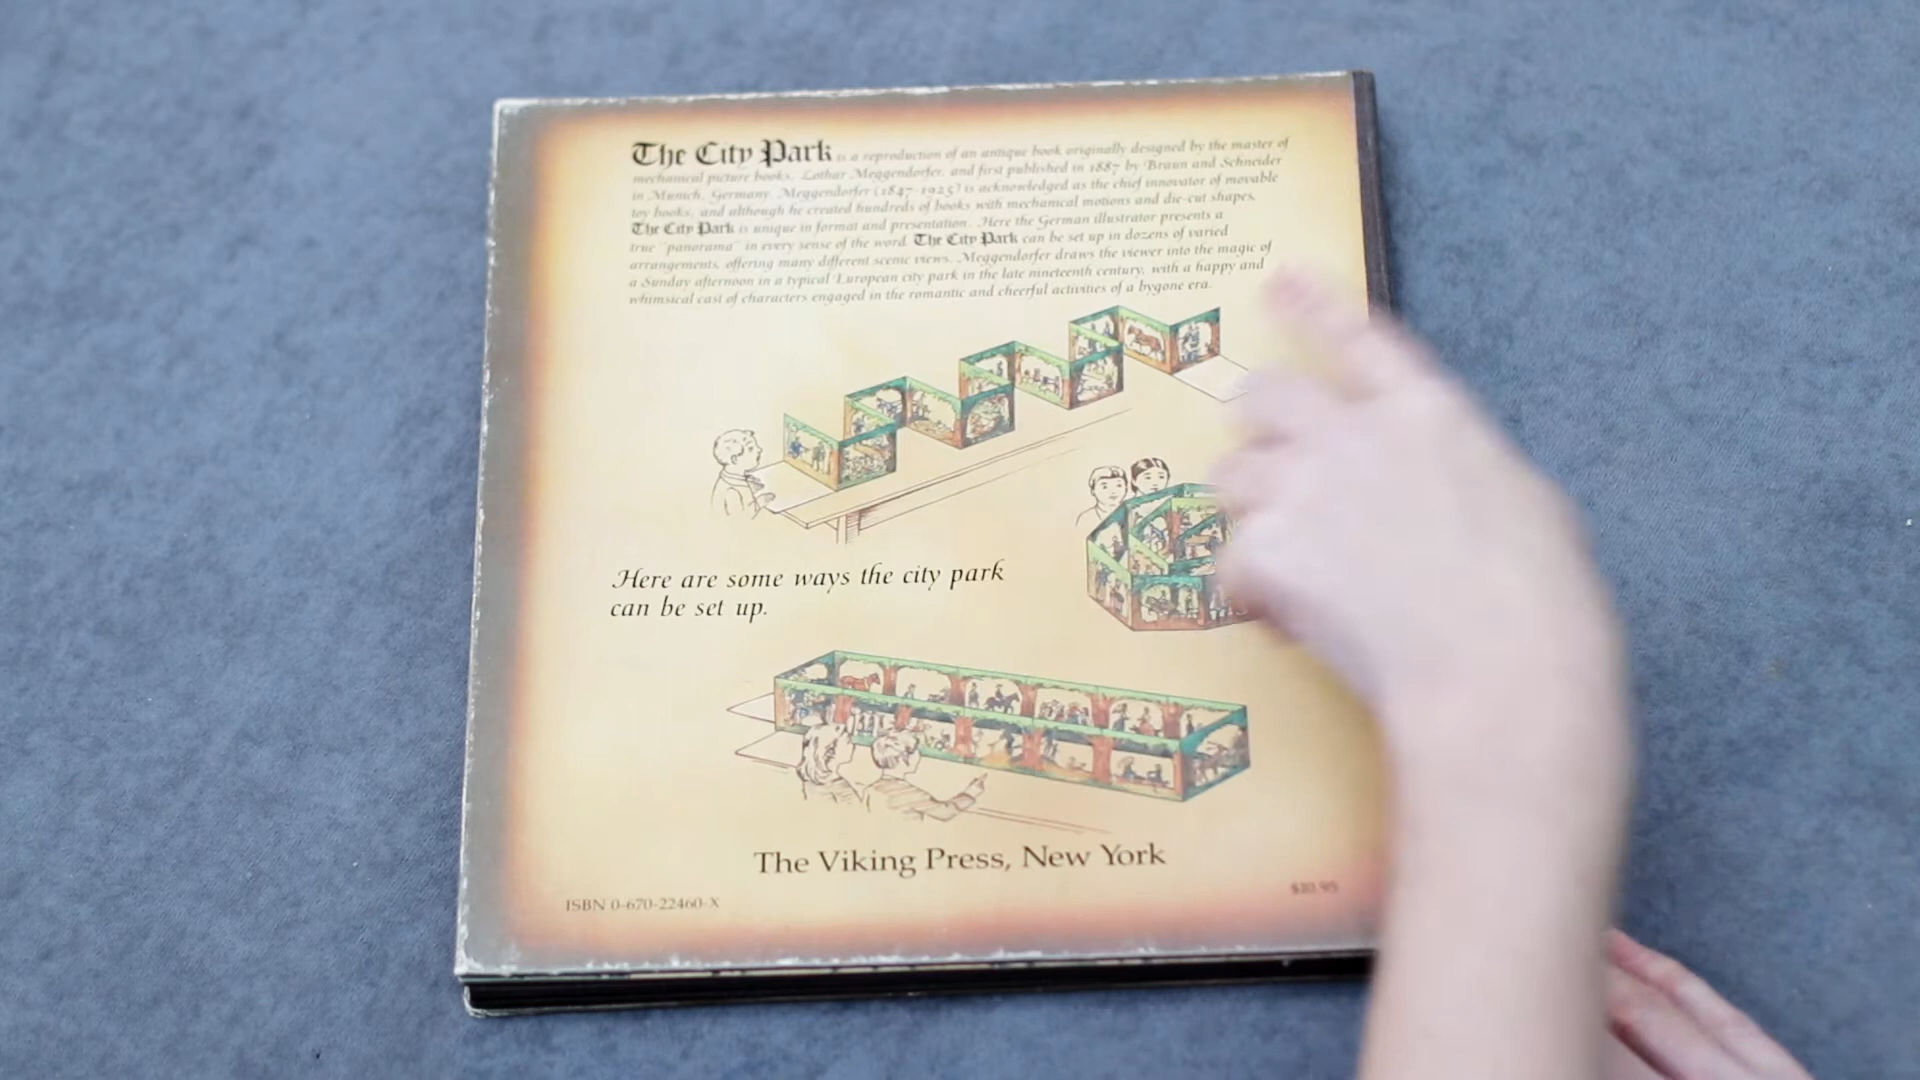 The City Park is a reproduction of an antique book originally designed by the master of
mechanical picture books, Lothar Meggendorfer, and first published in 1887 by Braun and Schneider
in Munich, Germany. Meggendorfer (1847-1925) is acknowledged as the chief innovator of movable
toy books, and although he created hundreds of books with mechanical motions and die-cut shapes,
The City Park is unique in format and presentation. Here the German illustrator presents a
true "panorama" in every sense of the word. The City Park can be set up in dozens of varied
arrangements, offering many different scenic views. Meggendorfer draws the viewer into the magic of
a Sunday afternoon in a typical European city park in the late nineteenth century, with a happy and
whimsical cast of characters engaged in the romantic and cheerful activities of a bygone era.
Here are some ways the city park
can be set up.
The Viking Press, New York
ISBN 0-670-22460-X
$10.95